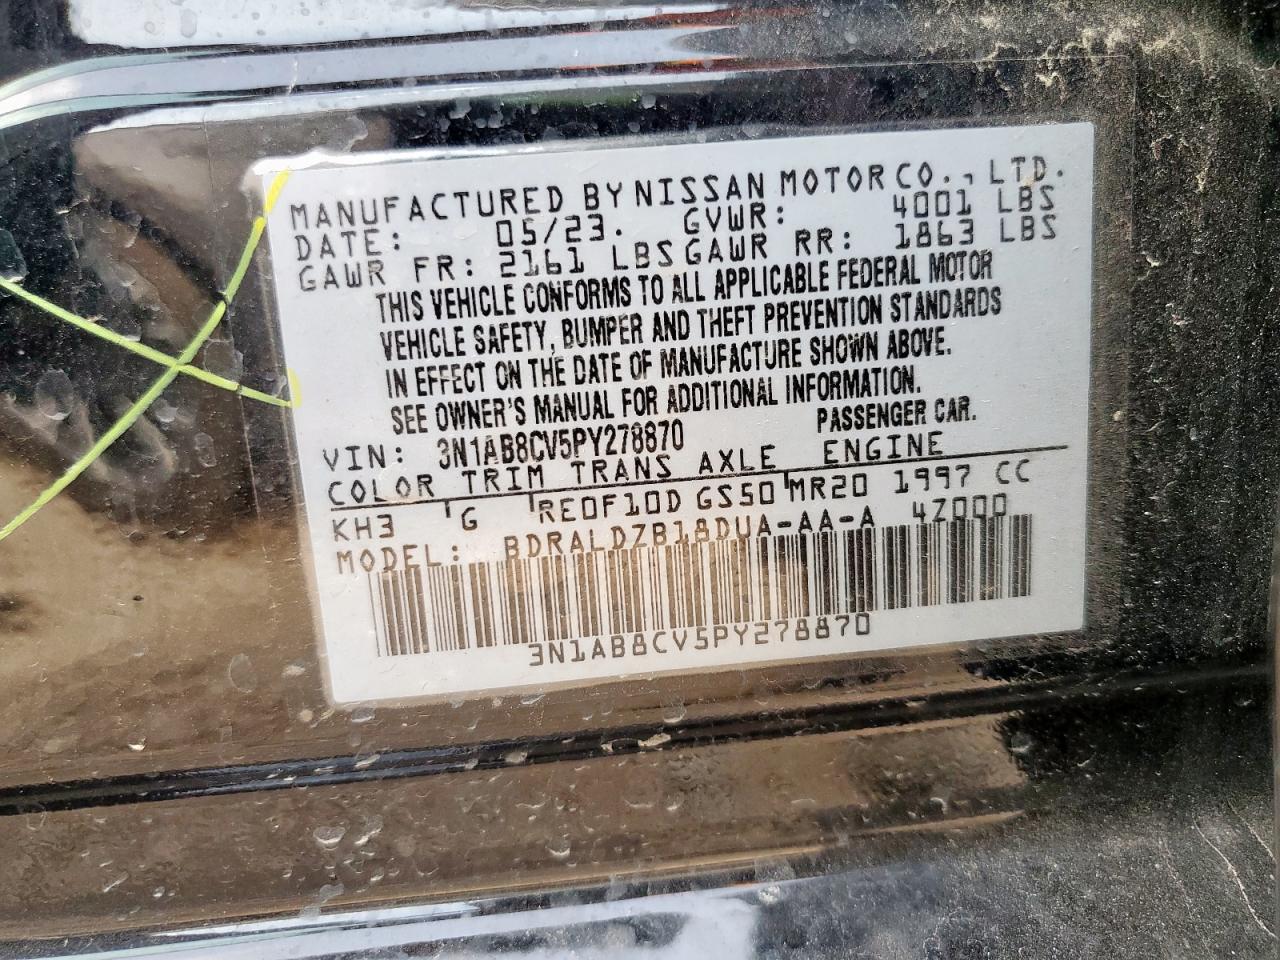 MANUFACTURED BY NISSAN MOTOR CO., LTD.
DATE: 05/23. GVWR: 4001 LBS
GAWR FR: 2161 LBS GAWR RR: 1863 LBS
THIS VEHICLE CONFORMS TO ALL APPLICABLE FEDERAL MOTOR
VEHICLE SAFETY, BUMPER AND THEFT PREVENTION STANDARDS
IN EFFECT ON THE DATE OF MANUFACTURE SHOWN ABOVE.
SEE OWNER'S MANUAL FOR ADDITIONAL INFORMATION.
VIN: 3N1AB8CV5PY278870 PASSENGER CAR.
COLOR TRIM TRANS AXLE ENGINE
KH3 G RE0F10D GS50 MR20 1997 CC
MODEL: BDRALDZB18DUA-AA-A 4Z000
3N1AB8CV5PY278870